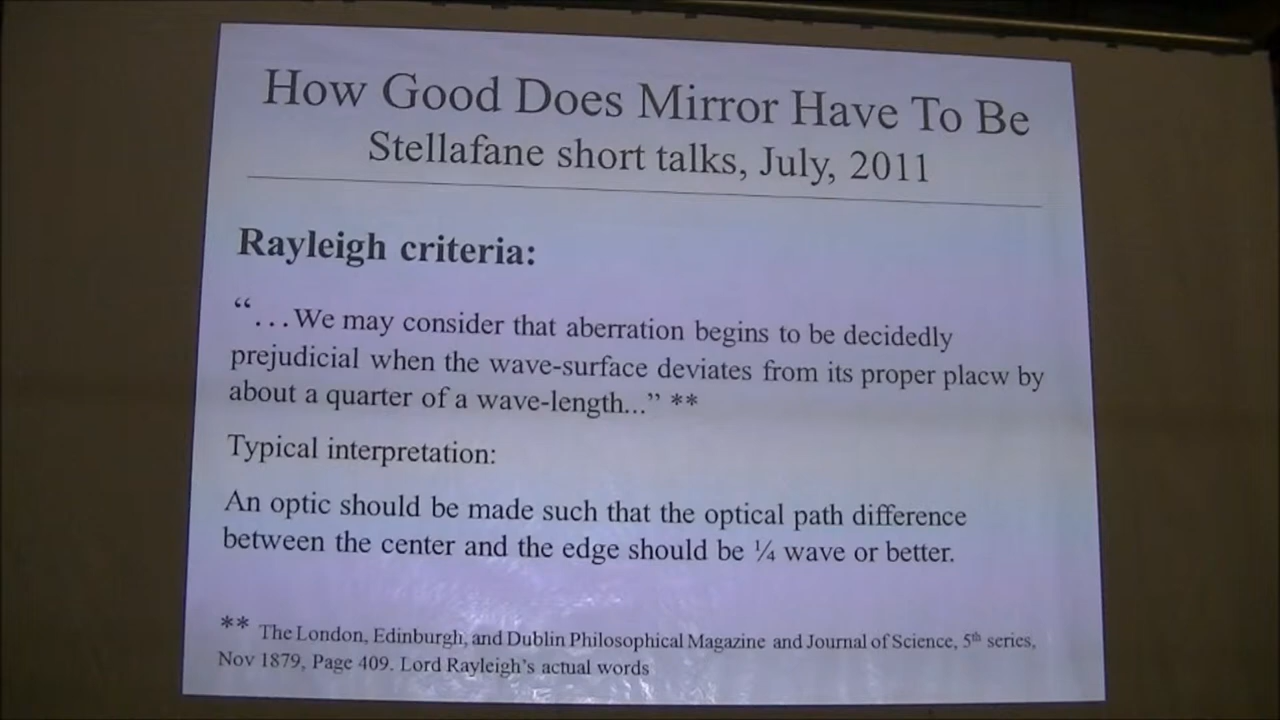 How Good Does Mirror Have To Be
Stellafane short talks, July, 2011
Rayleigh criteria:
“…We may consider that aberration begins to be decidedly
prejudicial when the wave-surface deviates from its proper placw by
about a quarter of a wave-length...” **
Typical interpretation:
An optic should be made such that the optical path difference
between the center and the edge should be ¼ wave or better.
** The London, Edinburgh, and Dublin Philosophical Magazine and Journal of Science, 5th series,
Nov 1879, Page 409. Lord Rayleigh’s actual words